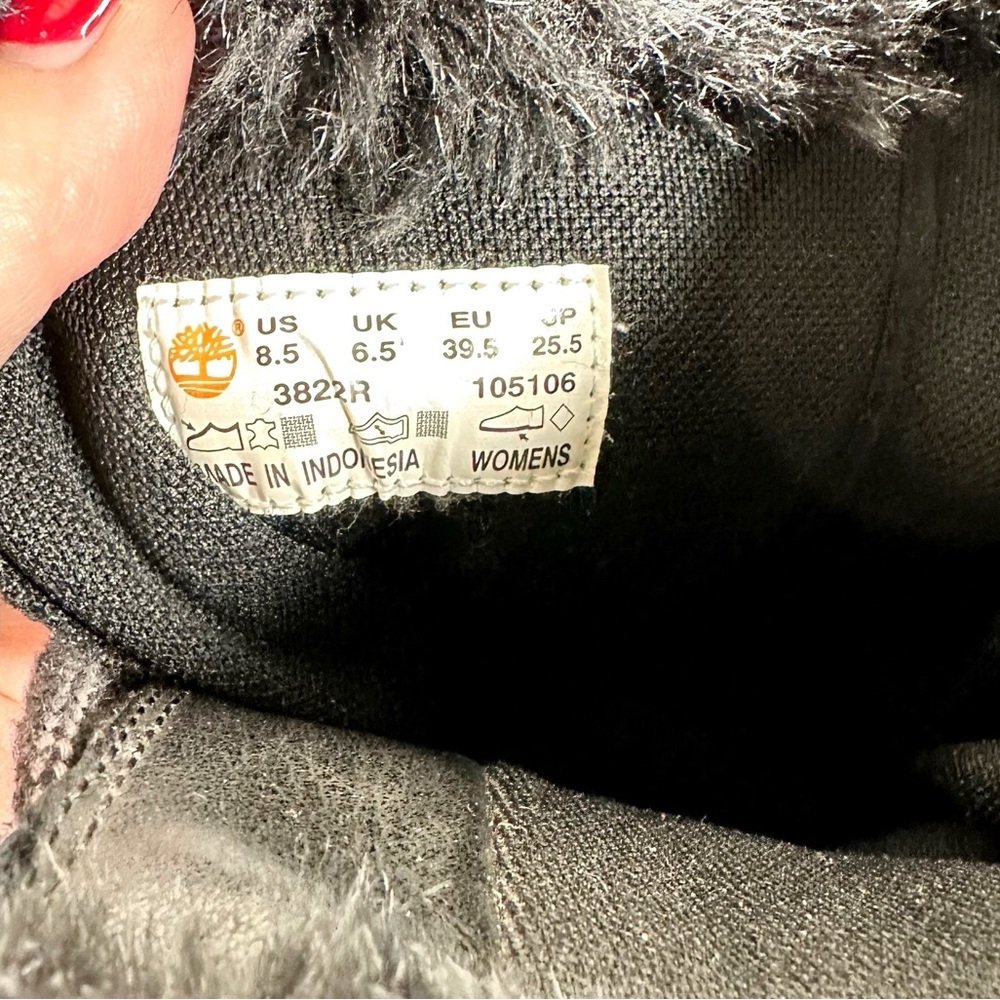 ® US UK EU JP
8.5 6.5 39.5 25.5
3822R 105106
MADE IN INDONESIA WOMENS